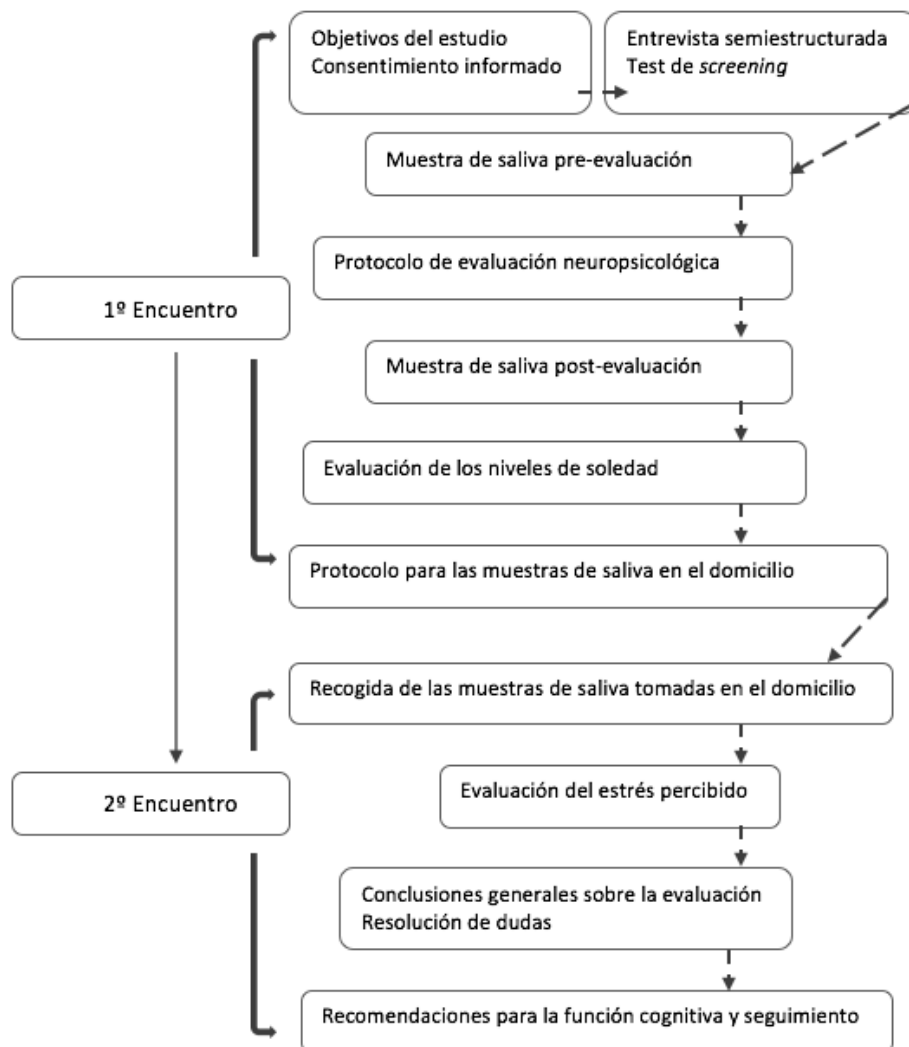 Objetivos del estudio
Consentimiento informado
Entrevista semiestructurada
Test de screening
Muestra de saliva pre-evaluación
Protocolo de evaluación neuropsicológica
1º Encuentro
Muestra de saliva post-evaluación
Evaluación de los niveles de soledad
Protocolo para las muestras de saliva en el domicilio
Recogida de las muestras de saliva tomadas en el domicilio
2º Encuentro
Evaluación del estrés percibido
Conclusiones generales sobre la evaluación
Resolución de dudas
Recomendaciones para la función cognitiva y seguimiento